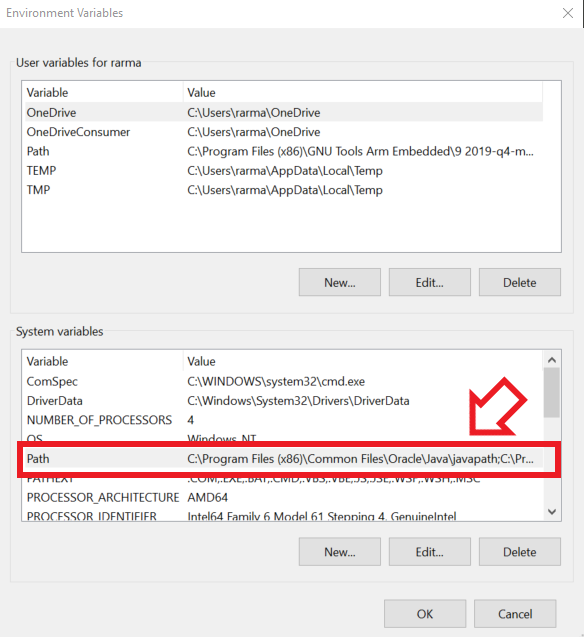 Environment Variables
User variables for rarma
Variable Value
OneDrive C:\Users\rarma\OneDrive
OneDriveConsumer C:\Users\rarma\OneDrive
Path C:\Program Files (x86)\GNU Tools Arm Embedded\9 2019-q4-m...
TEMP C:\Users\rarma\AppData\Local\Temp
TMP C:\Users\rarma\AppData\Local\Temp
New... Edit... Delete
System variables
Variable Value
ComSpec C:\WINDOWS\system32\cmd.exe
DriverData C:\Windows\System32\Drivers\DriverData
NUMBER_OF_PROCESSORS 4
OS Windows_NT
Path C:\Program Files (x86)\Common Files\Oracle\Java\javapath;C:\Pr...
PATHEXT .COM;.EXE;.BAT;.CMD;.VBS;.VBE;.JS;.JSE;.WSF;.WSH;.MSC
PROCESSOR_ARCHITECTURE AMD64
PROCESSOR_IDENTIFIER Intel64 Family 6 Model 61 Stepping 4, GenuineIntel
New... Edit... Delete
OK Cancel